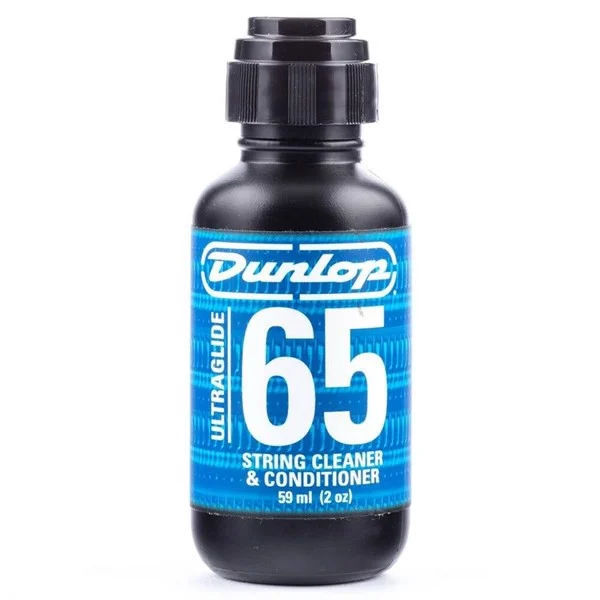 Dunlop
ULTRAGLIDE
65
STRING CLEANER
& CONDITIONER
59 ml (2 oz)